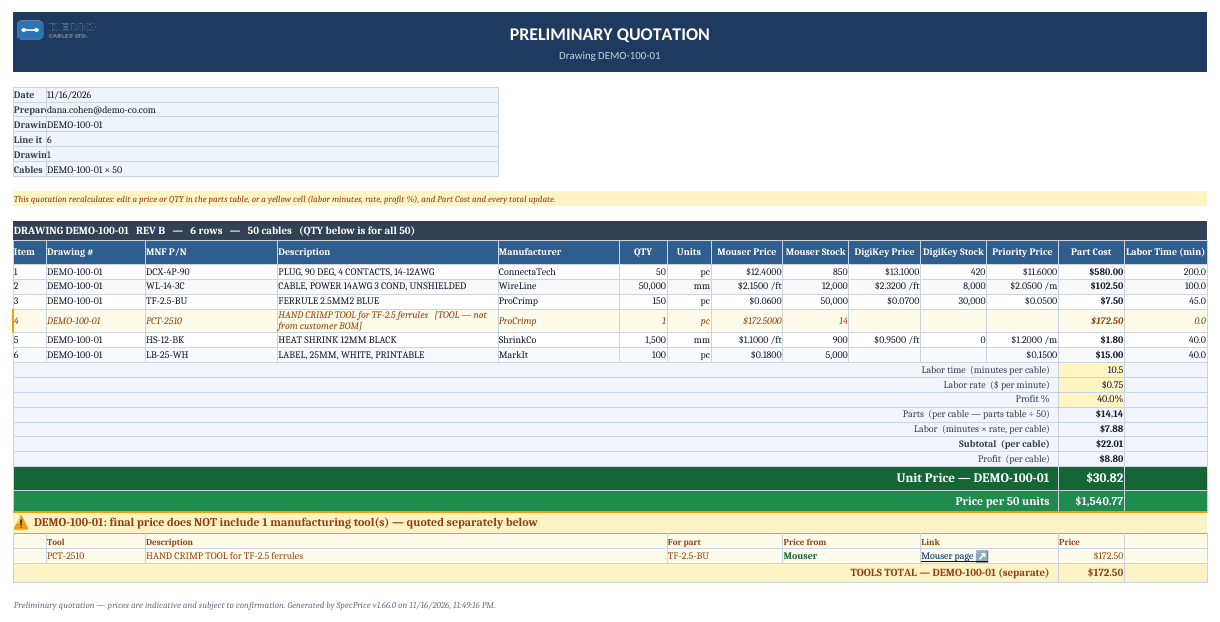 DEMO
CABLES LTD.
PRELIMINARY QUOTATION
Drawing DEMO-100-01
Date 11/16/2026
Prepar dana.cohen@demo-co.com
Drawin DEMO-100-01
Line it 6
Drawin 1
Cables DEMO-100-01 × 50
This quotation recalculates: edit a price or QTY in the parts table, or a yellow cell (labor minutes, rate, profit %), and Part Cost and every total update.
DRAWING DEMO-100-01 REV B — 6 rows — 50 cables (QTY below is for all 50)
Item Drawing # MNF P/N Description Manufacturer QTY Units Mouser Price Mouser Stock DigiKey Price DigiKey Stock Priority Price Part Cost Labor Time (min)
1 DEMO-100-01 DCX-4P-90 PLUG, 90 DEG, 4 CONTACTS, 14-12AWG ConnectaTech 50 pc $12.4000 850 $13.1000 420 $11.6000 $580.00 200.0
2 DEMO-100-01 WL-14-3C CABLE, POWER 14AWG 3 COND, UNSHIELDED WireLine 50,000 mm $2.1500 /ft 12,000 $2.3200 /ft 8,000 $2.0500 /m $102.50 100.0
3 DEMO-100-01 TF-2.5-BU FERRULE 2.5MM2 BLUE ProCrimp 150 pc $0.0600 50,000 $0.0700 30,000 $0.0500 $7.50 45.0
4 DEMO-100-01 PCT-2510 HAND CRIMP TOOL for TF-2.5 ferrules [TOOL — not from customer BOM] ProCrimp 1 pc $172.5000 14 $172.50 0.0
5 DEMO-100-01 HS-12-BK HEAT SHRINK 12MM BLACK ShrinkCo 1,500 mm $1.1000 /ft 900 $0.9500 /ft 0 $1.2000 /m $1.80 40.0
6 DEMO-100-01 LB-25-WH LABEL, 25MM, WHITE, PRINTABLE MarkIt 100 pc $0.1800 5,000 $0.1500 $15.00 40.0
Labor time (minutes per cable) 10.5
Labor rate ($ per minute) $0.75
Profit % 40.0%
Parts (per cable — parts table ÷ 50) $14.14
Labor (minutes × rate, per cable) $7.88
Subtotal (per cable) $22.01
Profit (per cable) $8.80
Unit Price — DEMO-100-01 $30.82
Price per 50 units $1,540.77
⚠ DEMO-100-01: final price does NOT include 1 manufacturing tool(s) — quoted separately below
Tool Description For part Price from Link Price
PCT-2510 HAND CRIMP TOOL for TF-2.5 ferrules TF-2.5-BU Mouser Mouser page ↗ $172.50
TOOLS TOTAL — DEMO-100-01 (separate) $172.50
Preliminary quotation — prices are indicative and subject to confirmation. Generated by SpecPrice v1.66.0 on 11/16/2026, 11:49:16 PM.